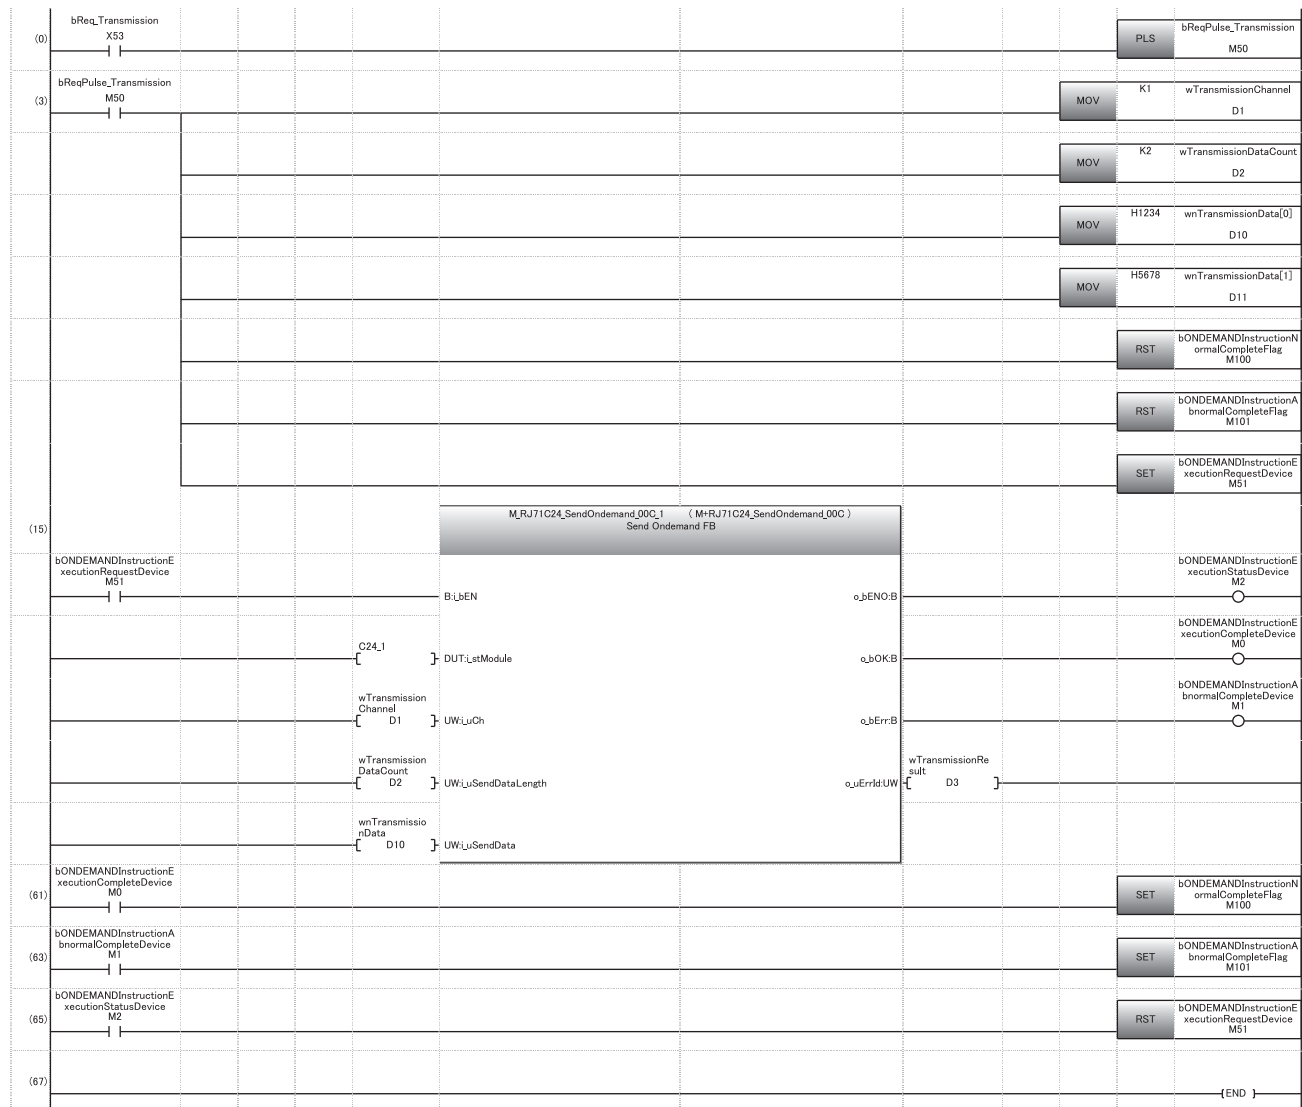 bReq_Transmission
X53
(0)
PLS
bReqPulse_Transmission
M50
bReqPulse_Transmission
M50
(3)
MOV
K1
wTransmissionChannel
D1
MOV
K2
wTransmissionDataCount
D2
MOV
H1234
wnTransmissionData[0]
D10
MOV
H5678
wnTransmissionData[1]
D11
RST
bONDEMANDInstructionN
ormalCompleteFlag
M100
RST
bONDEMANDInstructionA
bnormalCompleteFlag
M101
SET
bONDEMANDInstructionE
xecutionRequestDevice
M51
(15)
M_RJ71C24_SendOndemand_00C_1 ( M+RJ71C24_SendOndemand_00C )
Send Ondemand FB
bONDEMANDInstructionE
xecutionRequestDevice
M51
B:i_bEN
o_bENO:B
bONDEMANDInstructionE
xecutionStatusDevice
M2
C24_1
DUT:i_stModule
o_bOK:B
bONDEMANDInstructionE
xecutionCompleteDevice
M0
wTransmission
Channel
D1
UW:i_uCh
o_bErr:B
bONDEMANDInstructionA
bnormalCompleteDevice
M1
wTransmission
DataCount
D2
UW:i_uSendDataLength
o_uErrId:UW
wTransmissionRe
sult
D3
wnTransmissio
nData
D10
UW:i_uSendData
bONDEMANDInstructionE
xecutionCompleteDevice
M0
(61)
SET
bONDEMANDInstructionN
ormalCompleteFlag
M100
bONDEMANDInstructionA
bnormalCompleteDevice
M1
(63)
SET
bONDEMANDInstructionA
bnormalCompleteFlag
M101
bONDEMANDInstructionE
xecutionStatusDevice
M2
(65)
RST
bONDEMANDInstructionE
xecutionRequestDevice
M51
(67)
END